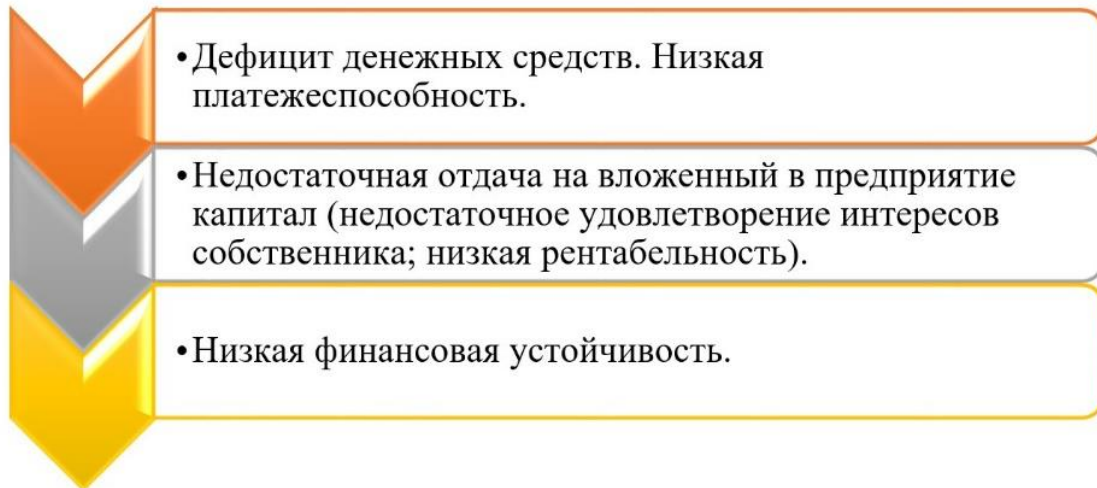 •Дефицит денежных средств. Низкая
платежеспособность.
•Недостаточная отдача на вложенный в предприятие
капитал (недостаточное удовлетворение интересов
собственника; низкая рентабельность).
•Низкая финансовая устойчивость.